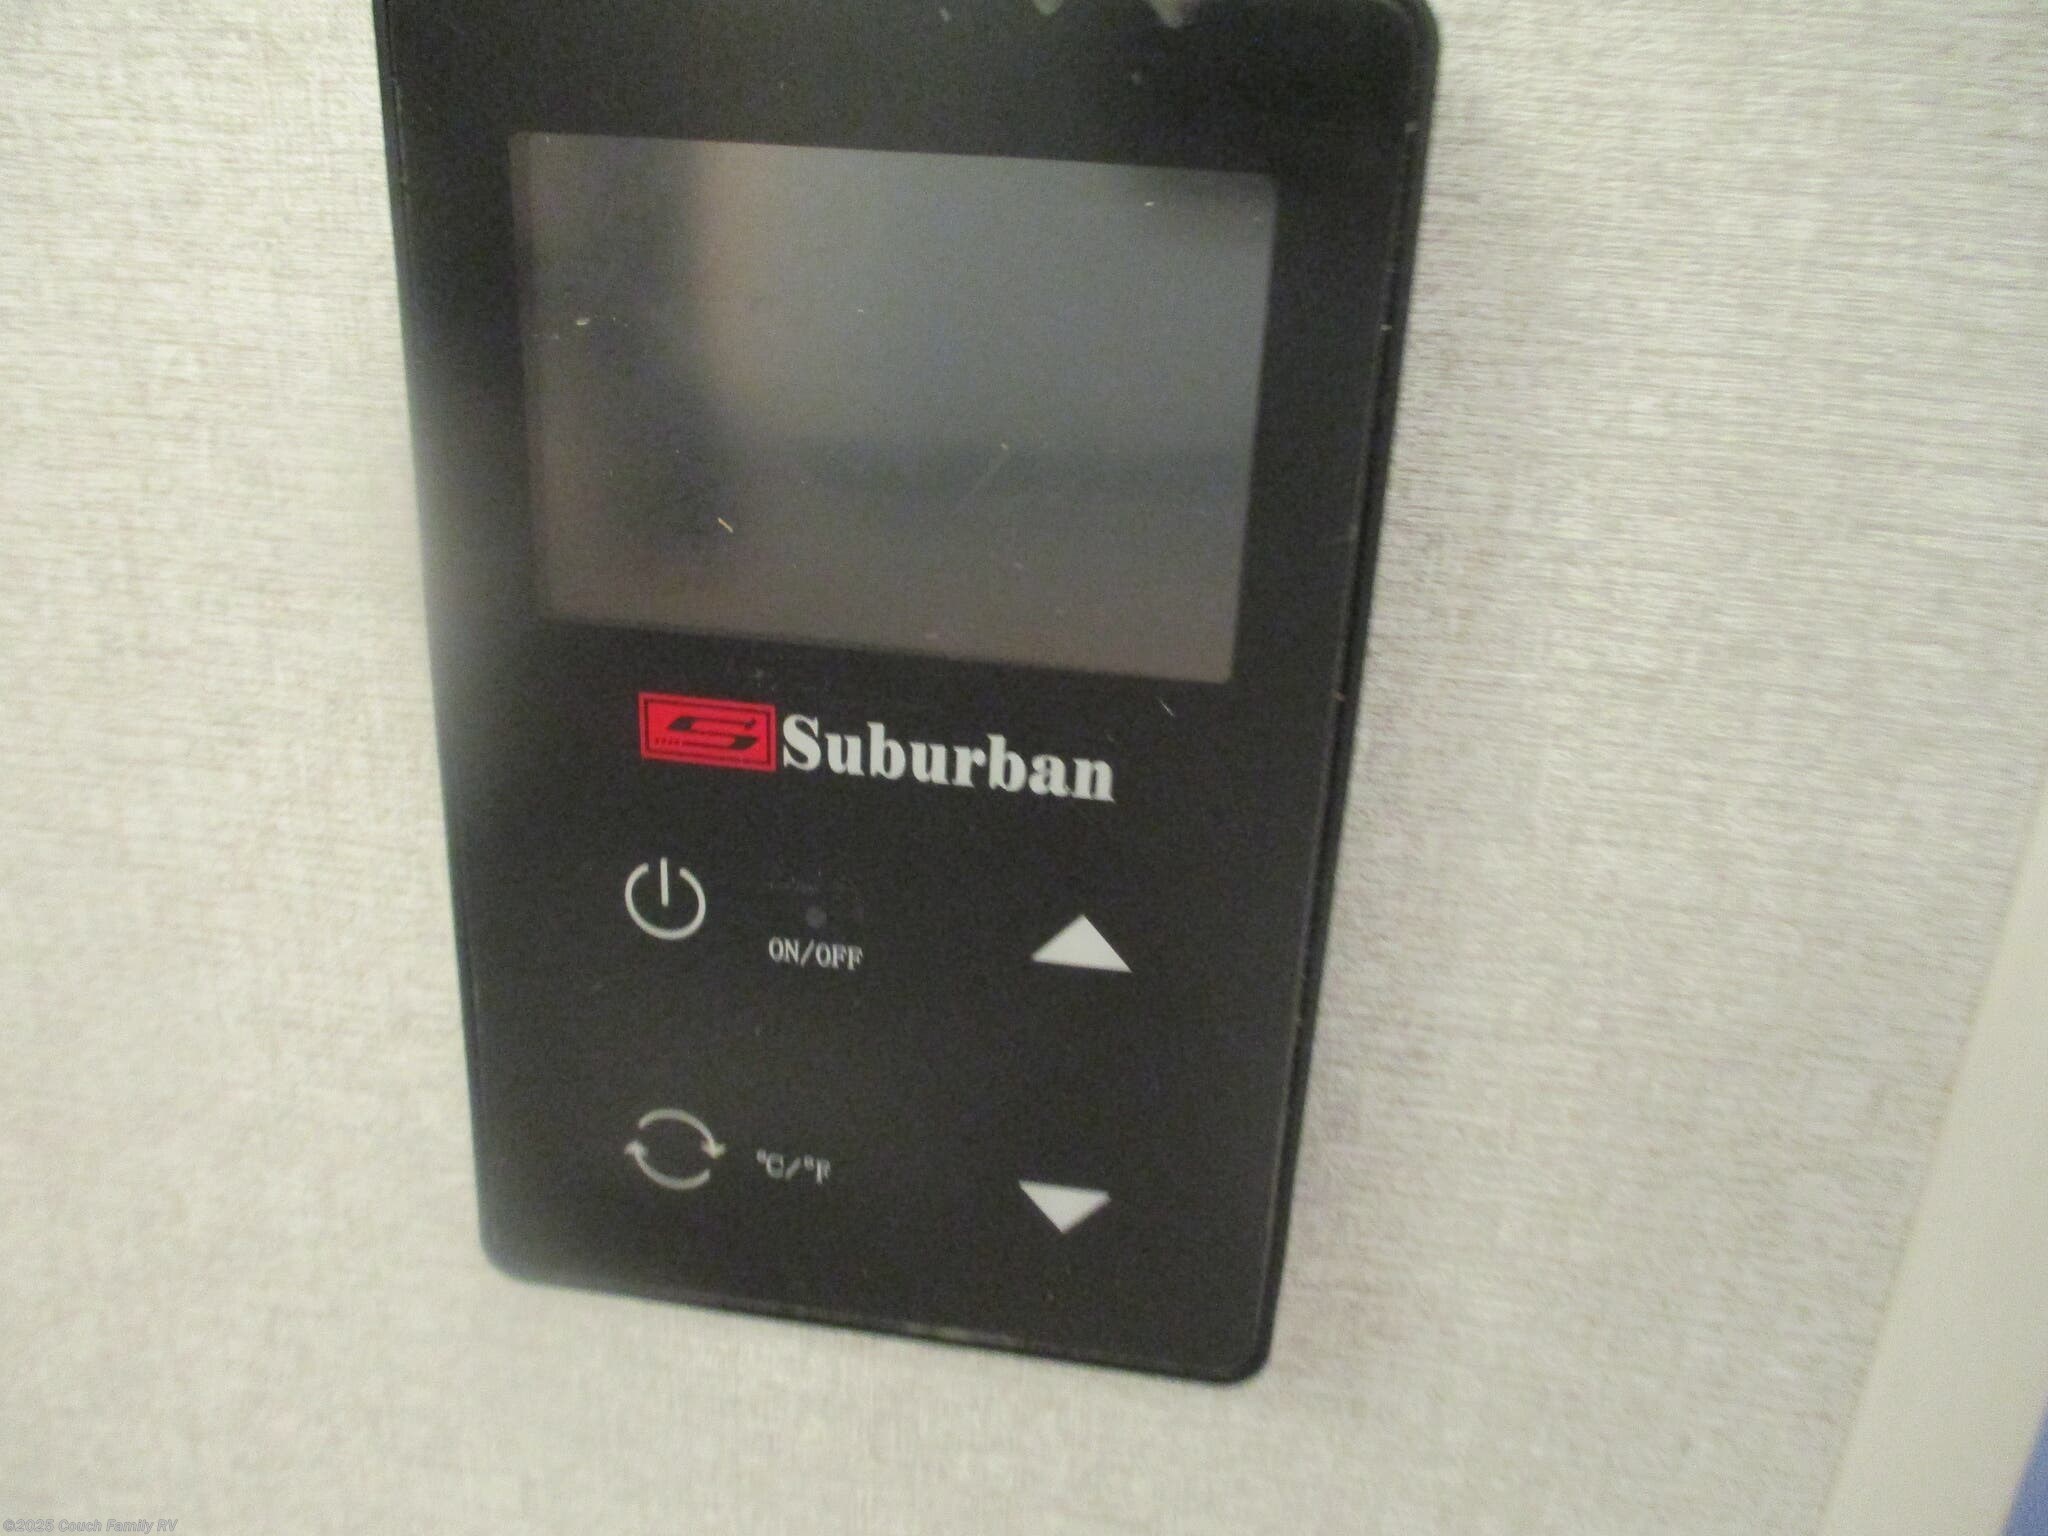 Suburban
ON/OFF
°C/°F
©2025 Couch Family RV